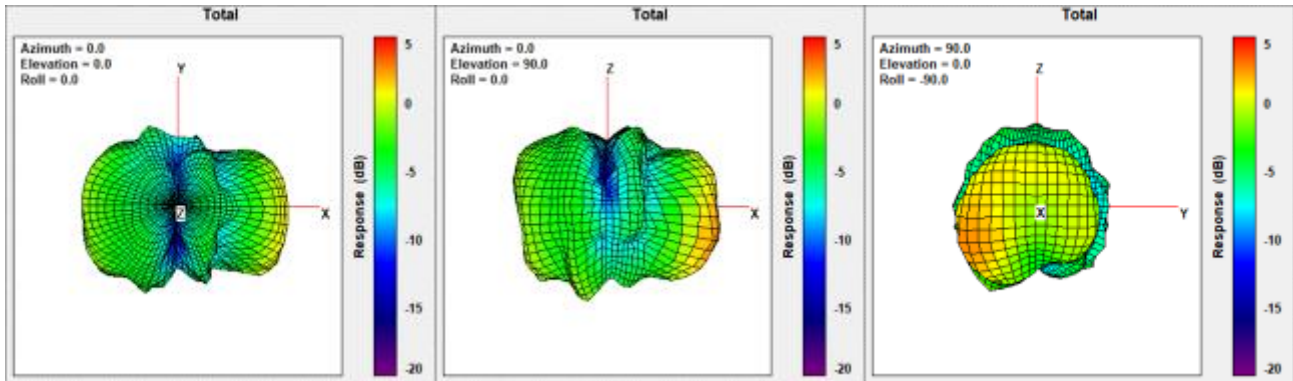 Total
Azimuth = 0.0
Elevation = 0.0
Roll = 0.0
Y
Z
X
5
0
-5
-10
-15
-20
Response (dB)
Total
Azimuth = 0.0
Elevation = 90.0
Roll = 0.0
Z
X
5
0
-5
-10
-15
-20
Response (dB)
Total
Azimuth = 90.0
Elevation = 0.0
Roll = -90.0
Z
X
Y
5
0
-5
-10
-15
-20
Response (dB)